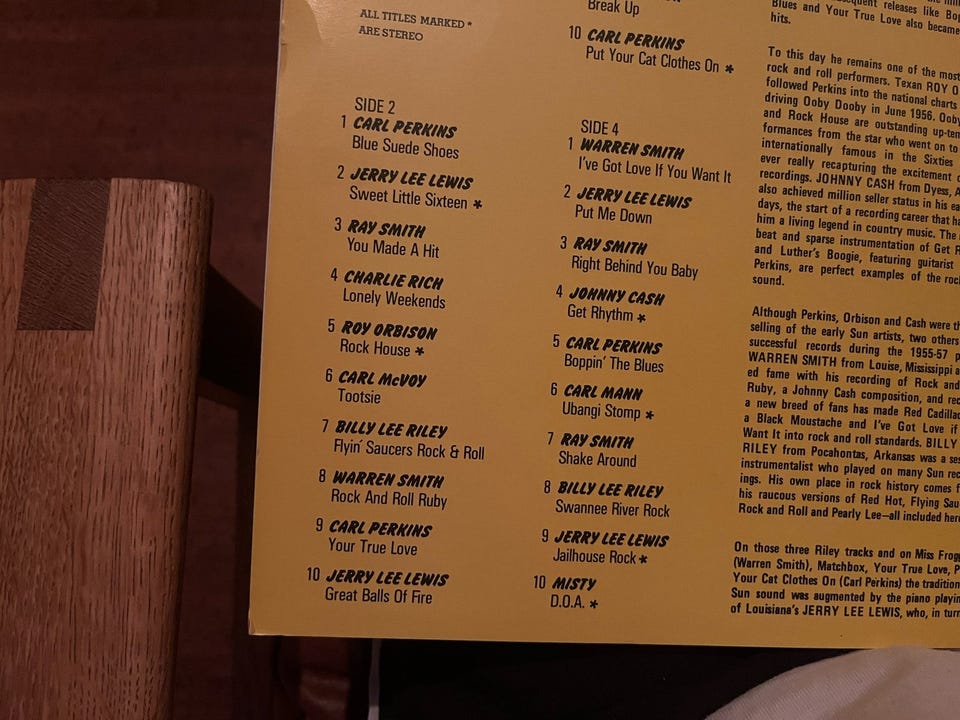 ALL TITLES MARKED *
ARE STEREO
SIDE 2
1 CARL PERKINS
Blue Suede Shoes
2 JERRY LEE LEWIS
Sweet Little Sixteen *
3 RAY SMITH
You Made A Hit
4 CHARLIE RICH
Lonely Weekends
5 ROY ORBISON
Rock House *
6 CARL McVOY
Tootsie
7 BILLY LEE RILEY
Flyin' Saucers Rock & Roll
8 WARREN SMITH
Rock And Roll Ruby
9 CARL PERKINS
Your True Love
10 JERRY LEE LEWIS
Great Balls Of Fire
Break Up
10 CARL PERKINS
Put Your Cat Clothes On *
SIDE 4
1 WARREN SMITH
I've Got Love If You Want It
2 JERRY LEE LEWIS
Put Me Down
3 RAY SMITH
Right Behind You Baby
4 JOHNNY CASH
Get Rhythm *
5 CARL PERKINS
Boppin' The Blues
6 CARL MANN
Ubangi Stomp *
7 RAY SMITH
Shake Around
8 BILLY LEE RILEY
Swannee River Rock
9 JERRY LEE LEWIS
Jailhouse Rock *
10 MISTY
D.O.A. *
releases like
Blues and Your True Love also became
hits.
To this day he remains one of the most
rock and roll performers. Texan ROY O
followed Perkins into the national charts
driving Ooby Dooby in June 1956. Ooby
and Rock House are outstanding up-tem
formances from the star who went on to
internationally famous in the Sixties
ever really recapturing the excitement
recordings. JOHNNY CASH from Dyess, A
also achieved million seller status in his ea
days, the start of a recording career that ha
him a living legend in country music. The
beat and sparse instrumentation of Get R
and Luther's Boogie, featuring guitarist
Perkins, are perfect examples of the roc
sound.
Although Perkins, Orbison and Cash were th
selling of the early Sun artists, two others
successful records during the 1955-57 p
WARREN SMITH from Louise, Mississippi a
ed fame with his recording of Rock and
Ruby, a Johnny Cash composition, and rec
a new breed of fans has made Red Cadillac
a Black Moustache and I've Got Love if
Want It into rock and roll standards. BILLY
RILEY from Pocahontas, Arkansas was a ses
instrumentalist who played on many Sun rec
ings. His own place in rock history comes f
his raucous versions of Red Hot, Flying Sau
Rock and Roll and Pearly Lee—all included here
On those three Riley tracks and on Miss Frogg
(Warren Smith), Matchbox, Your True Love, P
Your Cat Clothes On (Carl Perkins) the tradition
Sun sound was augmented by the piano playin
of Louisiana's JERRY LEE LEWIS, who, in turn